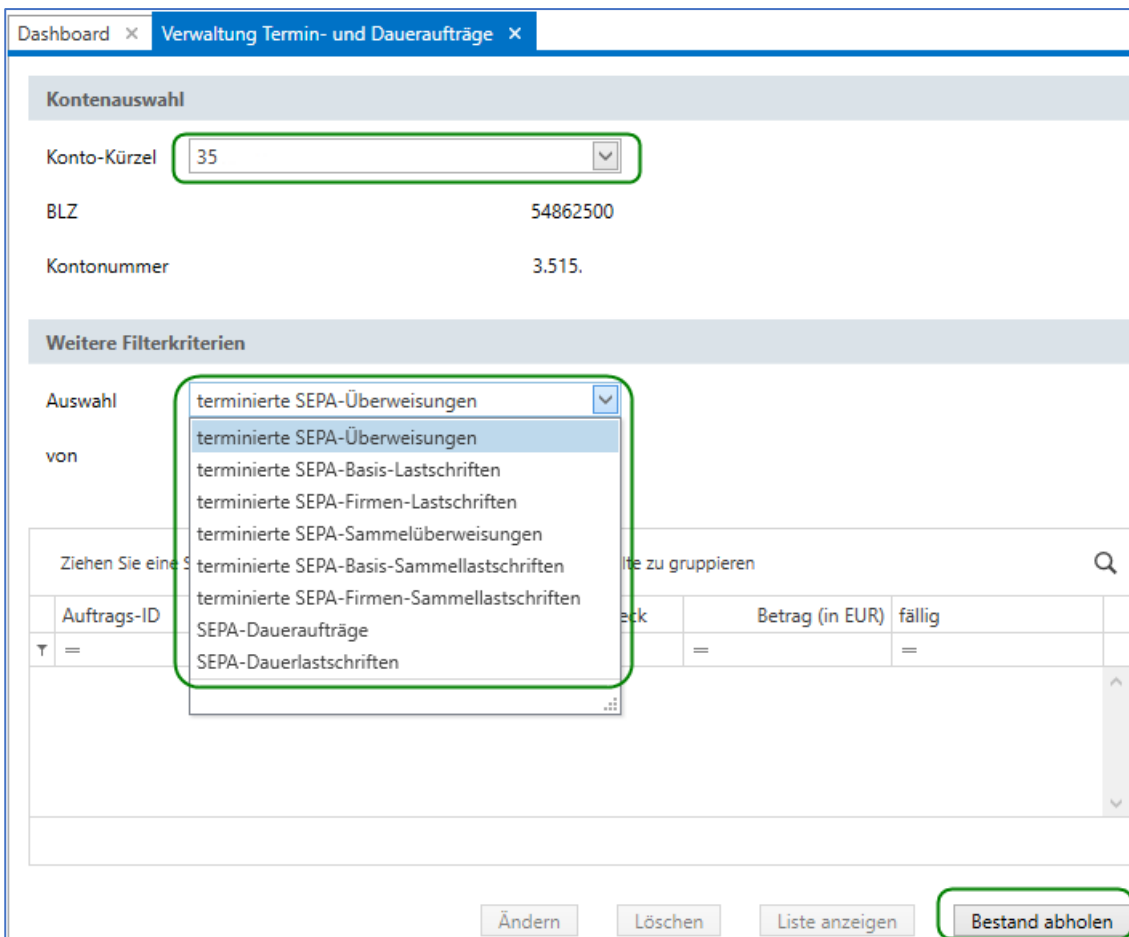 Dashboard × Verwaltung Termin- und Daueraufträge ×
Kontenauswahl
Konto-Kürzel 35
BLZ 54862500
Kontonummer 3.515.
Weitere Filterkriterien
Auswahl terminierte SEPA-Überweisungen
terminierte SEPA-Überweisungen
von
terminierte SEPA-Basis-Lastschriften
terminierte SEPA-Firmen-Lastschriften
terminierte SEPA-Sammelüberweisungen
Ziehen Sie eine S terminierte SEPA-Basis-Sammellastschriften lte zu gruppieren
terminierte SEPA-Firmen-Sammellastschriften
Auftrags-ID eck Betrag (in EUR) fällig
SEPA-Daueraufträge
= = =
SEPA-Dauerlastschriften
Ändern Löschen Liste anzeigen Bestand abholen